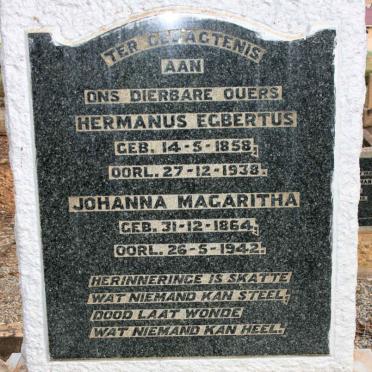 TER GEDAGTENIS
AAN
ONS DIERBARE OUERS
HERMANUS EGBERTUS
GEB. 14-5-1858,
OORL. 27-12-1938.
JOHANNA MAGARITHA
GEB. 31-12-1864,
OORL. 26-5-1942.
HERINNERINGE IS SKATTE
WAT NIEMAND KAN STEEL,
DOOD LAAT WONDE
WAT NIEMAND KAN HEEL.